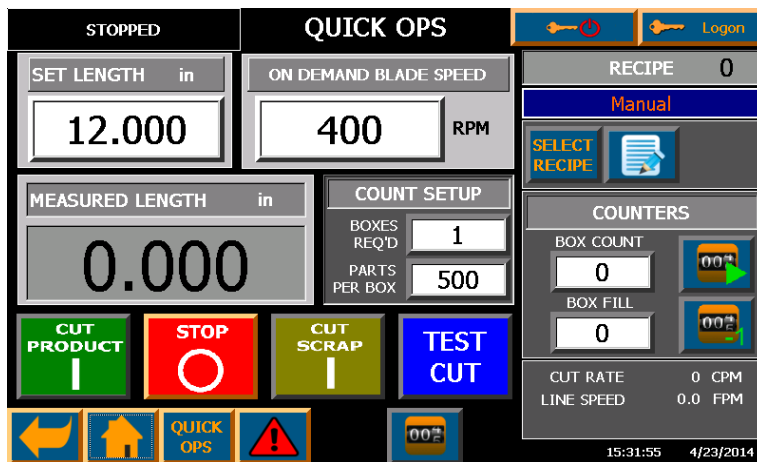 STOPPED
QUICK OPS
Logon
SET LENGTH in
12.000
ON DEMAND BLADE SPEED
400 RPM
RECIPE 0
Manual
SELECT
RECIPE
MEASURED LENGTH in
0.000
COUNT SETUP
BOXES
REQ'D
1
PARTS
PER BOX
500
COUNTERS
BOX COUNT
0
BOX FILL
0
-1
CUT
PRODUCT
STOP
CUT
SCRAP
TEST
CUT
CUT RATE 0 CPM
LINE SPEED 0.0 FPM
QUICK
OPS
15:31:55 4/23/2014